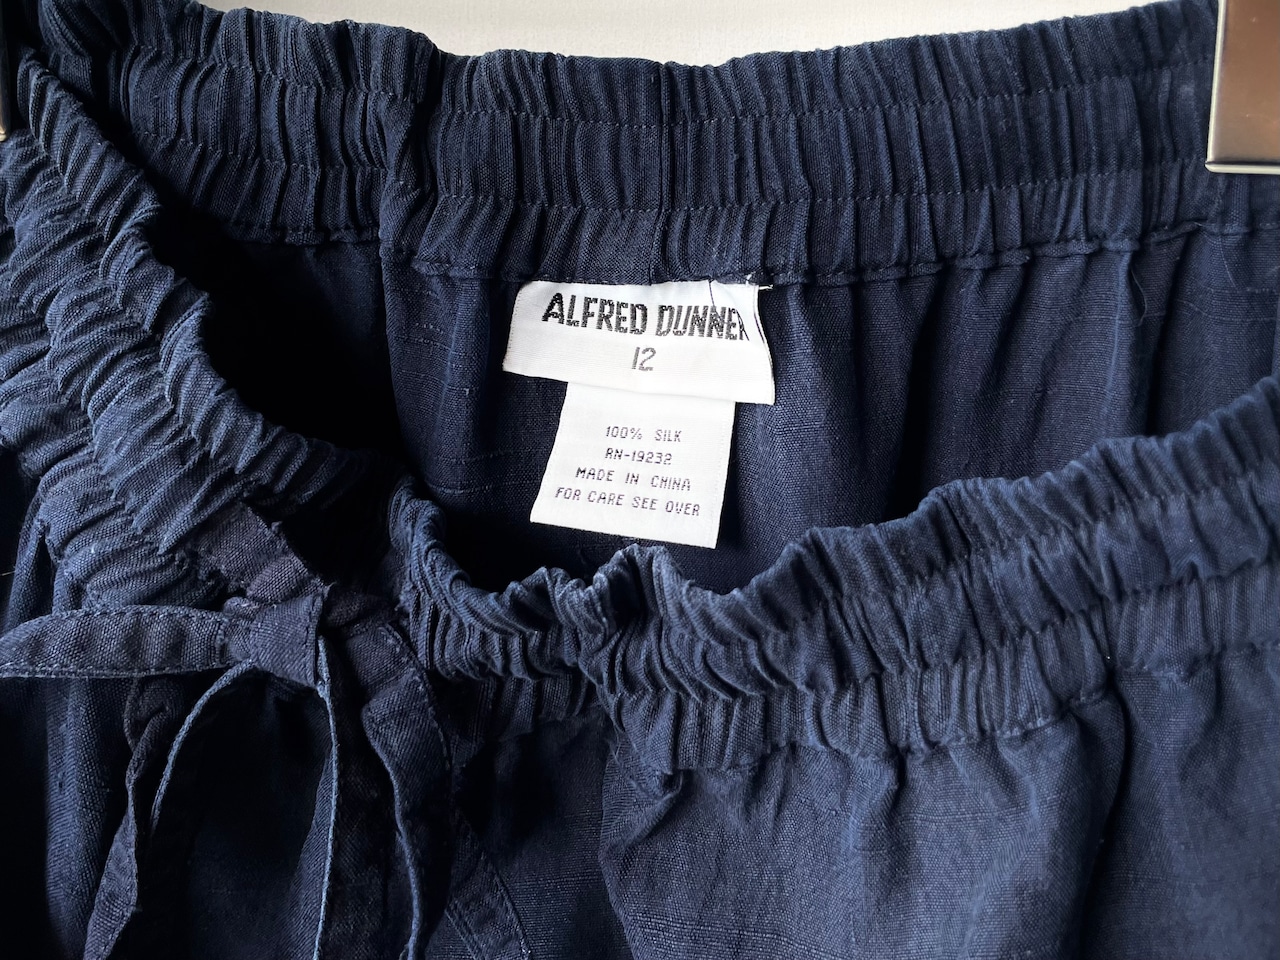 ALFRED DUNNER
12
100% SILK
RN-19232
MADE IN CHINA
FOR CARE SEE OVER